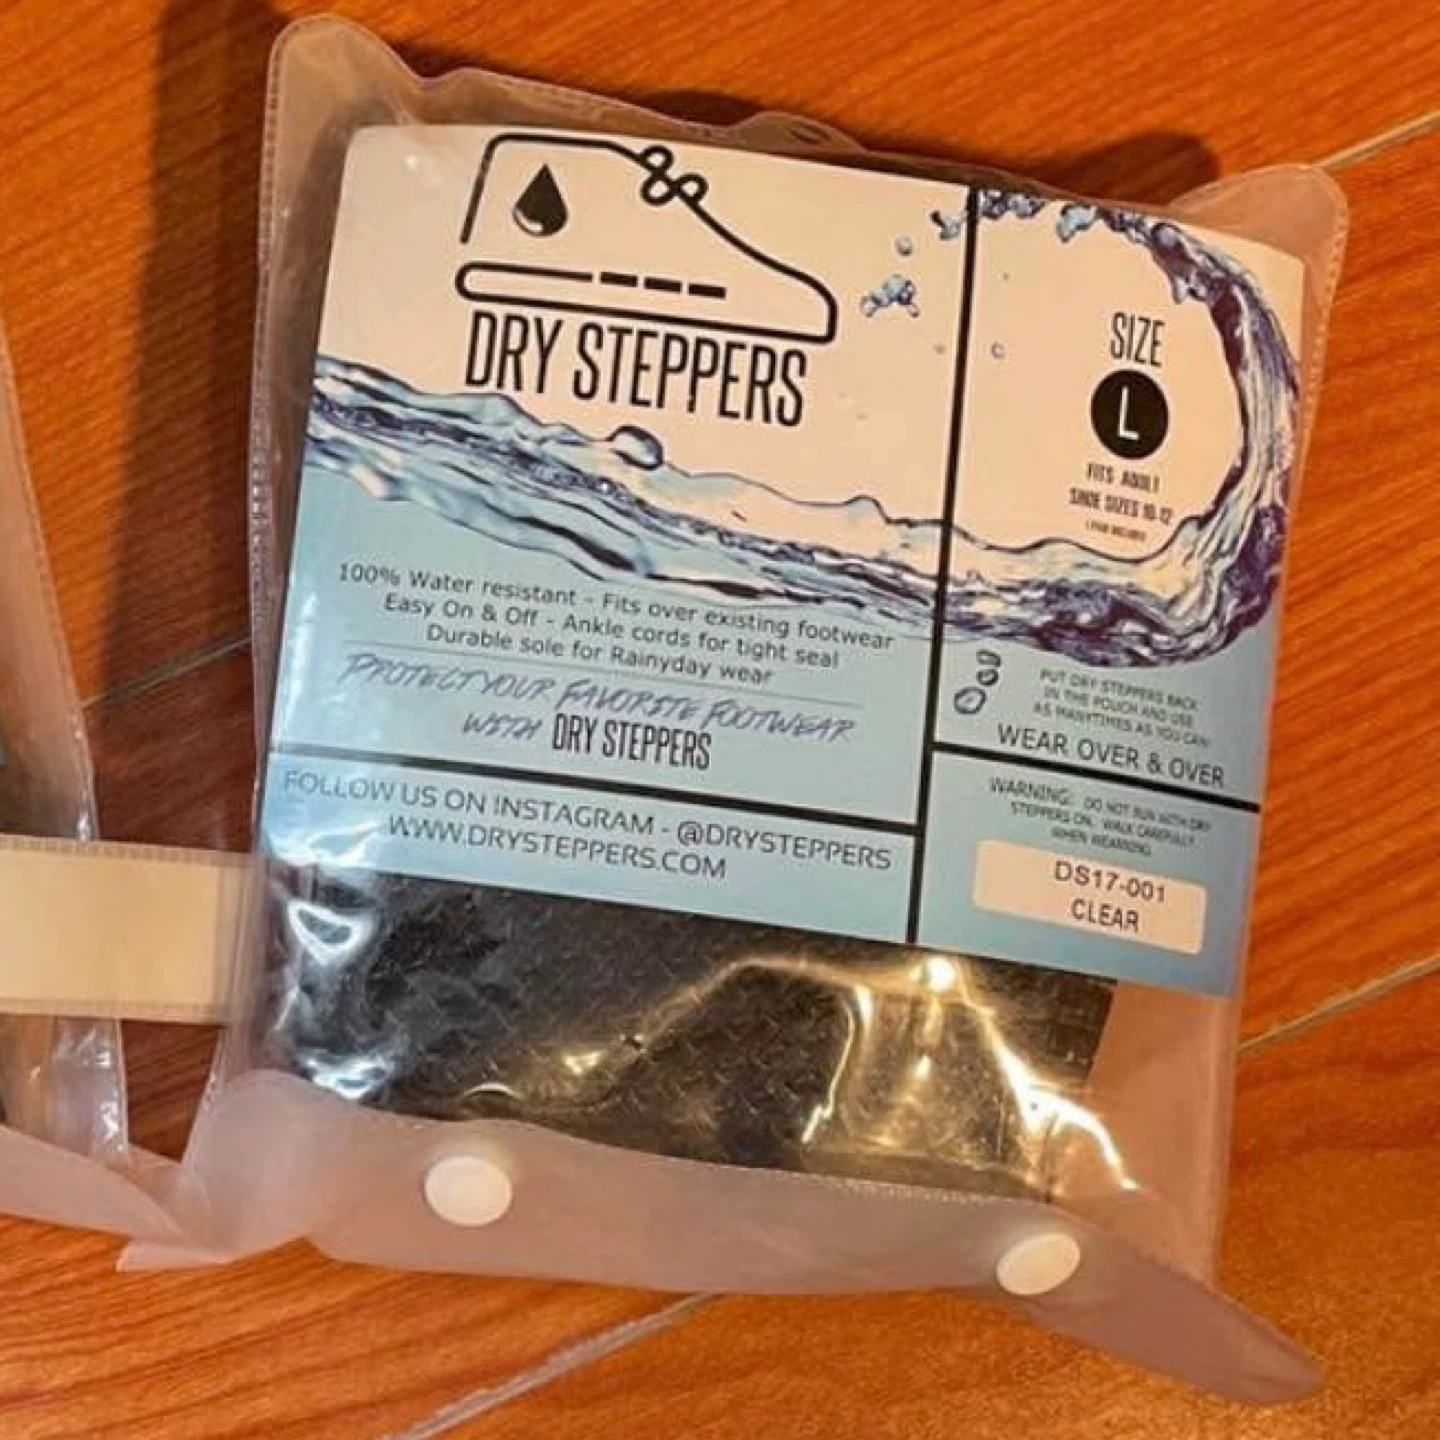 DRY STEPPERS
100% Water resistant - Fits over existing footwear
Easy On & Off - Ankle cords for tight seal
Durable sole for Rainyday wear
PROTECT YOUR FAVORITE FOOTWEAR
WITH DRY STEPPERS
FOLLOW US ON INSTAGRAM - @DRYSTEPPERS
WWW.DRYSTEPPERS.COM
SIZE
L
FITS ADULT
SHOE SIZES 10-12
PUT DRY STEPPERS BACK
IN THE POUCH AND USE
AS MANYTIMES AS YOU CAN
WEAR OVER & OVER
WARNING: DO NOT RUN WITH DRY
STEPPERS ON. WALK CAREFULLY
WHEN WEARNING
DS17-001
CLEAR